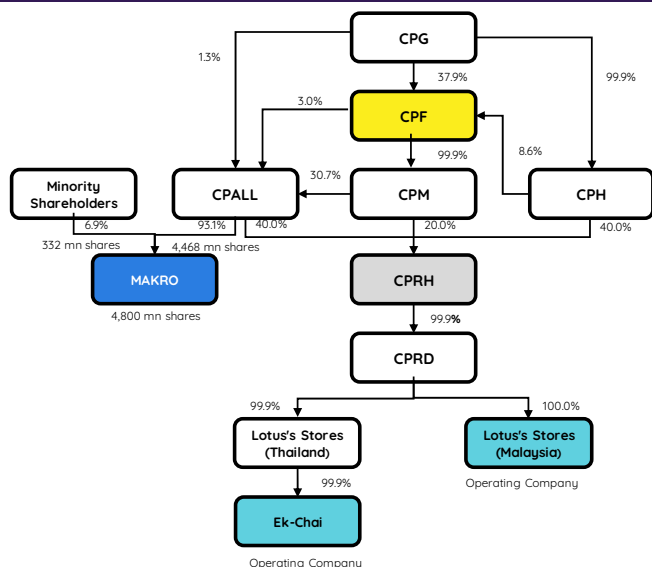 CPG
1.3%
37.9%
99.9%
3.0%
CPF
8.6%
99.9%
Minority
Shareholders
CPALL
30.7%
CPM
CPH
6.9%
93.1%
40.0%
20.0%
40.0%
332 mn shares
4,468 mn shares
MAKRO
CPRH
4,800 mn shares
99.9%
CPRD
99.9%
100.0%
Lotus's Stores
(Thailand)
Lotus's Stores
(Malaysia)
99.9%
Operating Company
Ek-Chai
Operating Company